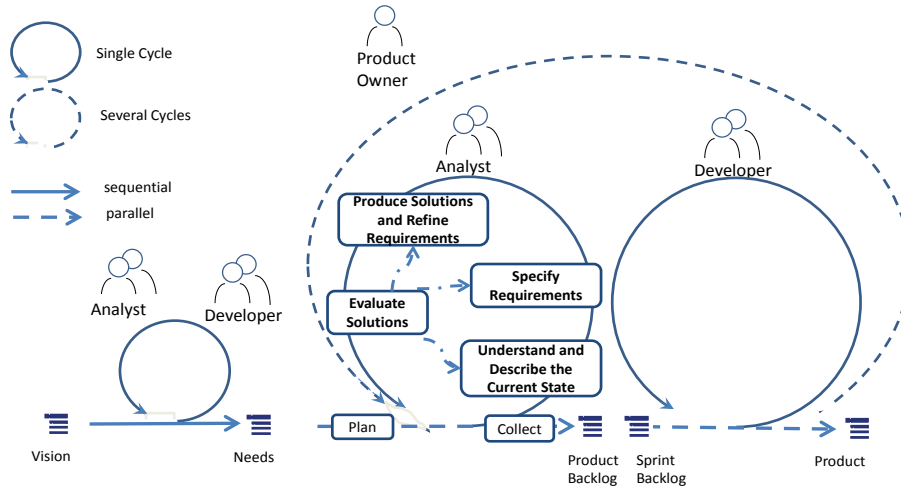 Single Cycle
Several Cycles
sequential
parallel
Product
Owner
Analyst
Developer
Produce Solutions
and Refine
Requirements
Specify
Requirements
Evaluate
Solutions
Understand and
Describe the
Current State
Analyst
Developer
Plan
Collect
Vision
Needs
Product
Backlog
Sprint
Backlog
Product